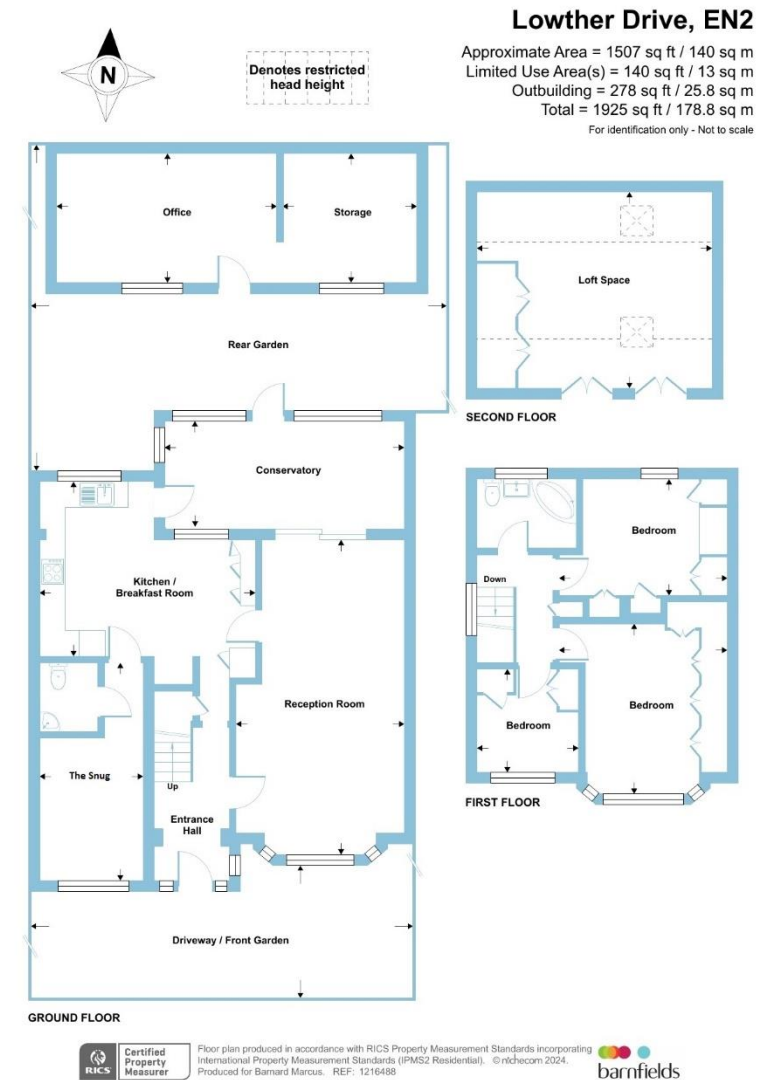 Lowther Drive, EN2
Approximate Area = 1507 sq ft / 140 sq m
Limited Use Area(s) = 140 sq ft / 13 sq m
Outbuilding = 278 sq ft / 25.8 sq m
Total = 1925 sq ft / 178.8 sq m
For identification only - Not to scale
N
Denotes restricted
head height
Office
Storage
Rear Garden
Conservatory
Kitchen /
Breakfast Room
Reception Room
The Snug
Up
Entrance
Hall
Driveway / Front Garden
GROUND FLOOR
Loft Space
SECOND FLOOR
Bedroom
Down
Bedroom
Bedroom
FIRST FLOOR
RICS
Certified
Property
Measurer
Floor plan produced in accordance with RICS Property Measurement Standards incorporating
International Property Measurement Standards (IPMS2 Residential). © nichecom 2024.
Produced for Barnard Marcus. REF: 1216488
barnfields